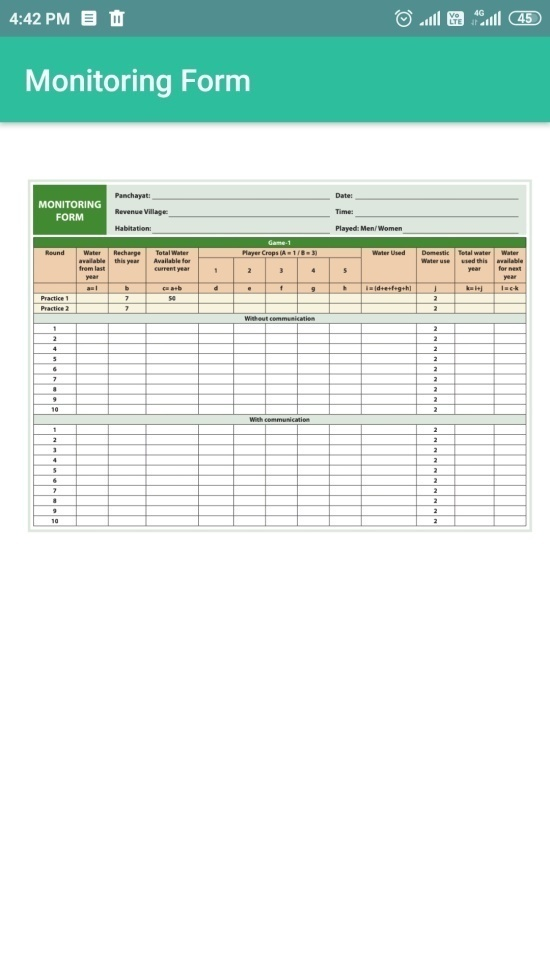 4:42 PM 4G Vo LTE 45
Monitoring Form
MONITORING FORM
Panchayat: Date:
Revenue Village: Time:
Habitation: Played: Men/ Women
Game-1
Round Water available from last year Recharge this year Total Water Available for current year Player Crops (A = 1 / B = 3) Water Used Domestic Water use Total water used this year Water available for next year
1 2 3 4 5
a=l b c= a+b d e f g h i = (d+e+f+g+h) j k= i+j l = c-k
Practice 1 7 50 2
Practice 2 7 2
Without communication
1 2
2 2
4 2
5 2
6 2
7 2
8 2
9 2
10 2
With communication
1 2
2 2
3 2
4 2
5 2
6 2
7 2
8 2
9 2
10 2